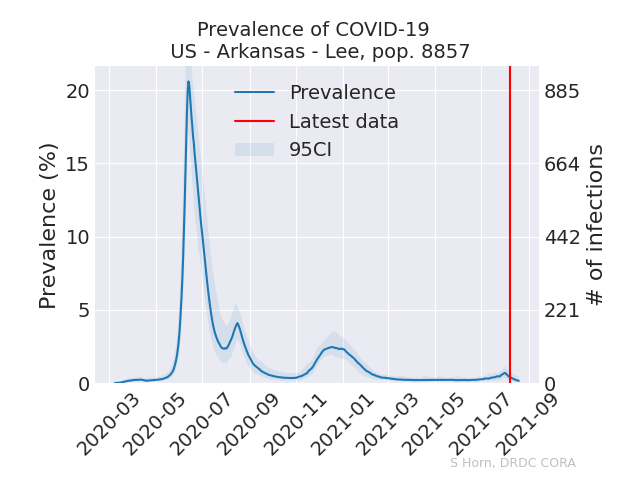 Prevalence of COVID-19
US - Arkansas - Lee, pop. 8857
Prevalence
Latest data
95CI
Prevalence (%)
20
15
10
5
0
# of infections
885
664
442
221
0
2020-03
2020-05
2020-07
2020-09
2020-11
2021-01
2021-03
2021-05
2021-07
2021-09
S Horn, DRDC CORA